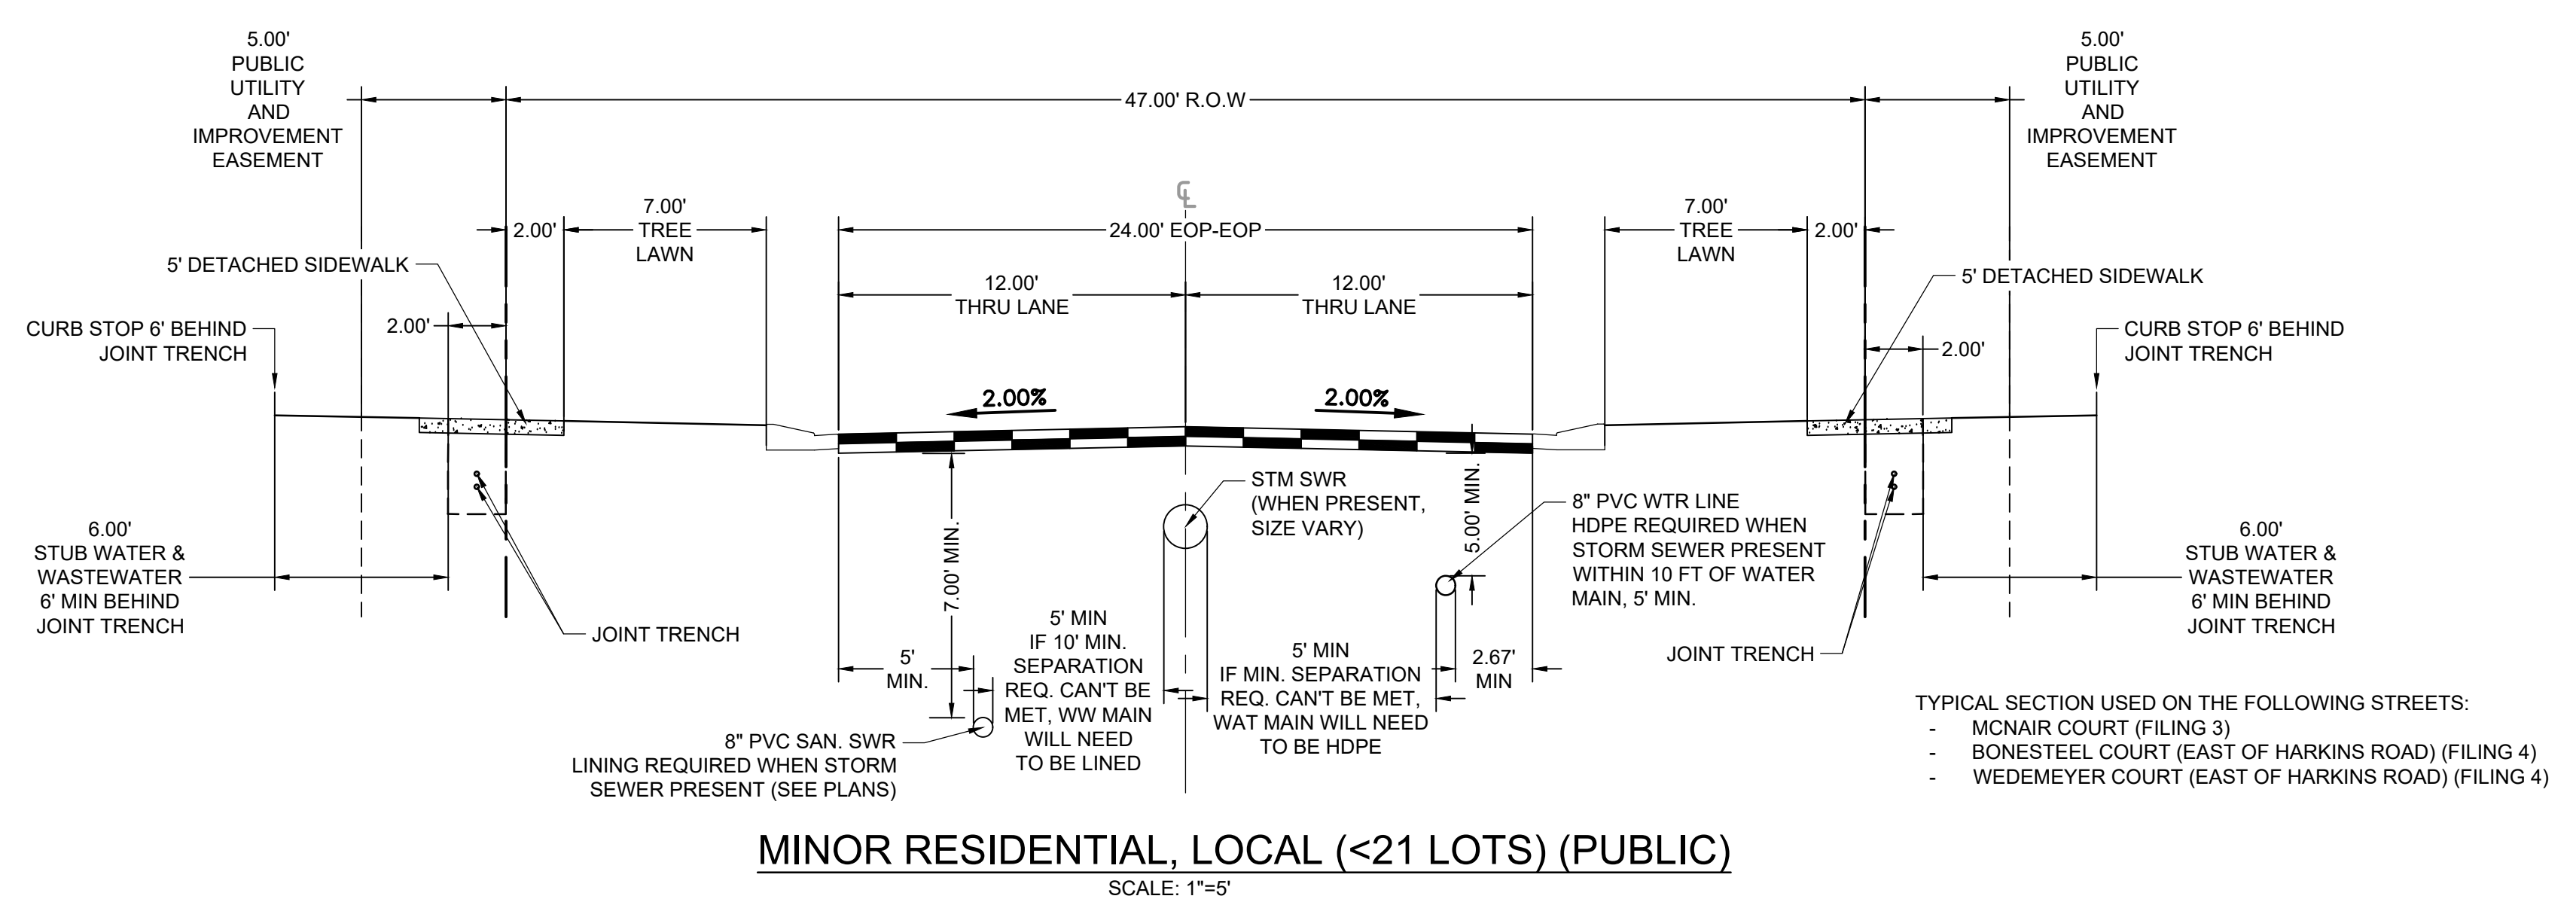 5.00'
PUBLIC
UTILITY
AND
IMPROVEMENT
EASEMENT
47.00' R.O.W
5.00'
PUBLIC
UTILITY
AND
IMPROVEMENT
EASEMENT
℄
2.00'
7.00'
TREE
LAWN
24.00' EOP-EOP
7.00'
TREE
LAWN
2.00'
5' DETACHED SIDEWALK
12.00'
THRU LANE
12.00'
THRU LANE
5' DETACHED SIDEWALK
CURB STOP 6' BEHIND
JOINT TRENCH
2.00'
2.00'
CURB STOP 6' BEHIND
JOINT TRENCH
2.00%
2.00%
6.00'
STUB WATER &
WASTEWATER
6' MIN BEHIND
JOINT TRENCH
JOINT TRENCH
7.00' MIN.
STM SWR
(WHEN PRESENT,
SIZE VARY)
5.00' MIN.
8" PVC WTR LINE
HDPE REQUIRED WHEN
STORM SEWER PRESENT
WITHIN 10 FT OF WATER
MAIN, 5' MIN.
6.00'
STUB WATER &
WASTEWATER
6' MIN BEHIND
JOINT TRENCH
JOINT TRENCH
5'
MIN.
5' MIN
IF 10' MIN.
SEPARATION
REQ. CAN'T BE
MET, WW MAIN
WILL NEED
TO BE LINED
5' MIN
IF MIN. SEPARATION
REQ. CAN'T BE MET,
WAT MAIN WILL NEED
TO BE HDPE
2.67'
MIN
8" PVC SAN. SWR
LINING REQUIRED WHEN STORM
SEWER PRESENT (SEE PLANS)
TYPICAL SECTION USED ON THE FOLLOWING STREETS:
- MCNAIR COURT (FILING 3)
- BONESTEEL COURT (EAST OF HARKINS ROAD) (FILING 4)
- WEDEMEYER COURT (EAST OF HARKINS ROAD) (FILING 4)
MINOR RESIDENTIAL, LOCAL (<21 LOTS) (PUBLIC)
SCALE: 1"=5'